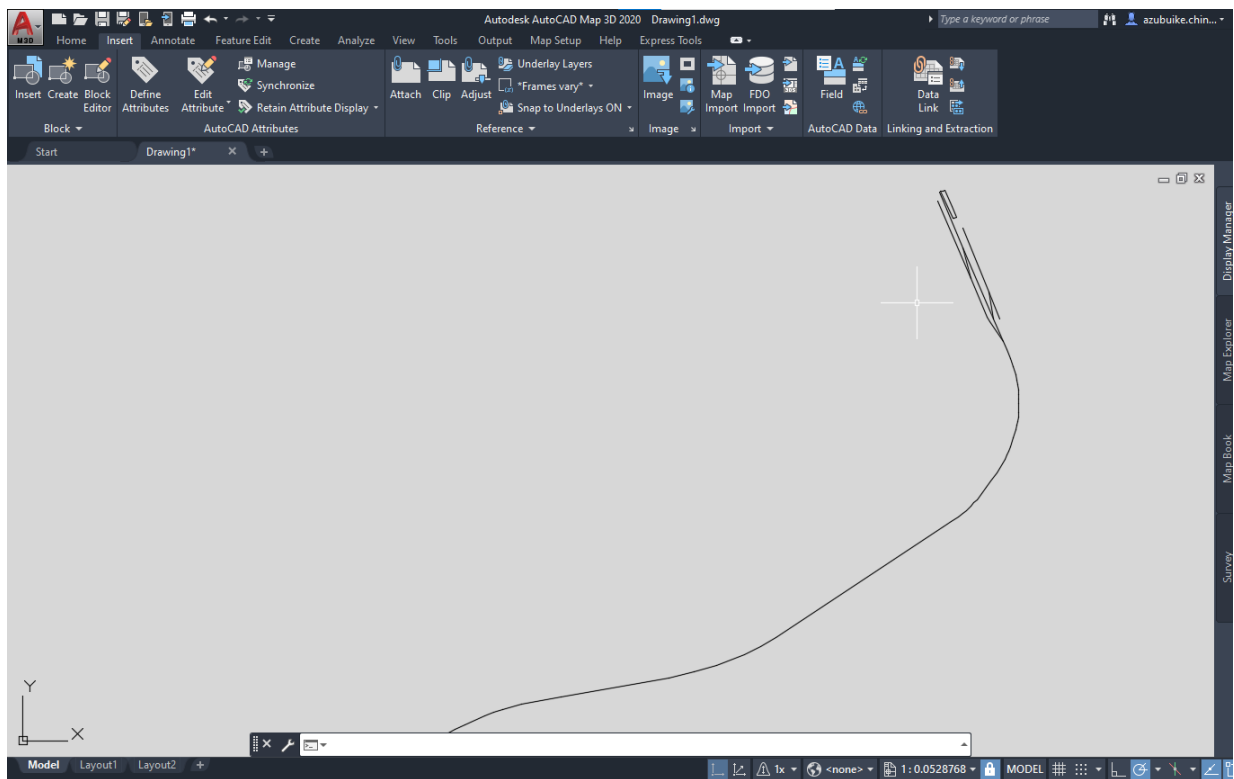 Autodesk AutoCAD Map 3D 2020 Drawing1.dwg
Type a keyword or phrase
azubuike.chin...
M3D
Home Insert Annotate Feature Edit Create Analyze View Tools Output Map Setup Help Express Tools
Insert Create Block Editor
Define Attributes
Edit Attribute
Manage
Synchronize
Retain Attribute Display
Attach Clip Adjust
Underlay Layers
*Frames vary*
Snap to Underlays ON
Image
Map Import
FDO Import
Field
Data Link
Block
AutoCAD Attributes
Reference
Image
Import
AutoCAD Data
Linking and Extraction
Start Drawing1* +
Display Manager
Map Explorer
Map Book
Survey
Y
X
Model Layout1 Layout2 +
1x
<none>
1:0.0528768
MODEL